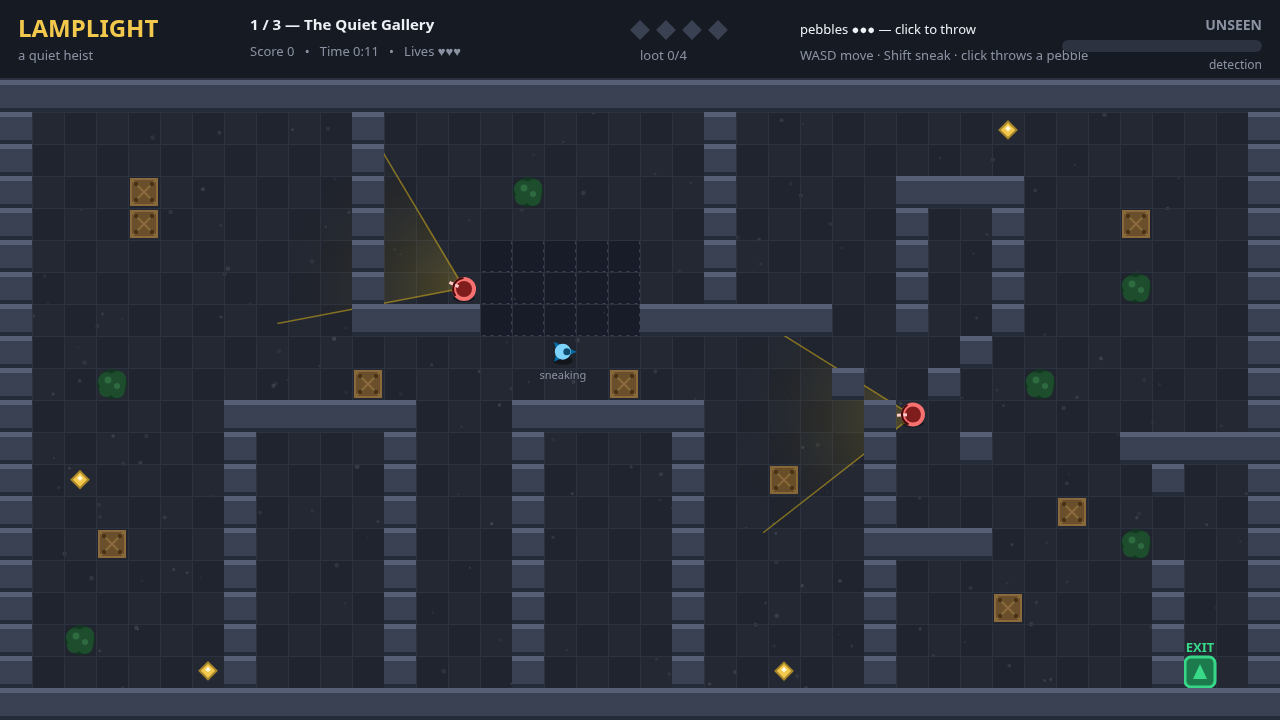 LAMPLIGHT
a quiet heist
1 / 3 — The Quiet Gallery
Score 0 • Time 0:11 • Lives ♥♥♥
loot 0/4
pebbles ●●● — click to throw
WASD move · Shift sneak · click throws a pebble
UNSEEN
detection
sneaking
EXIT